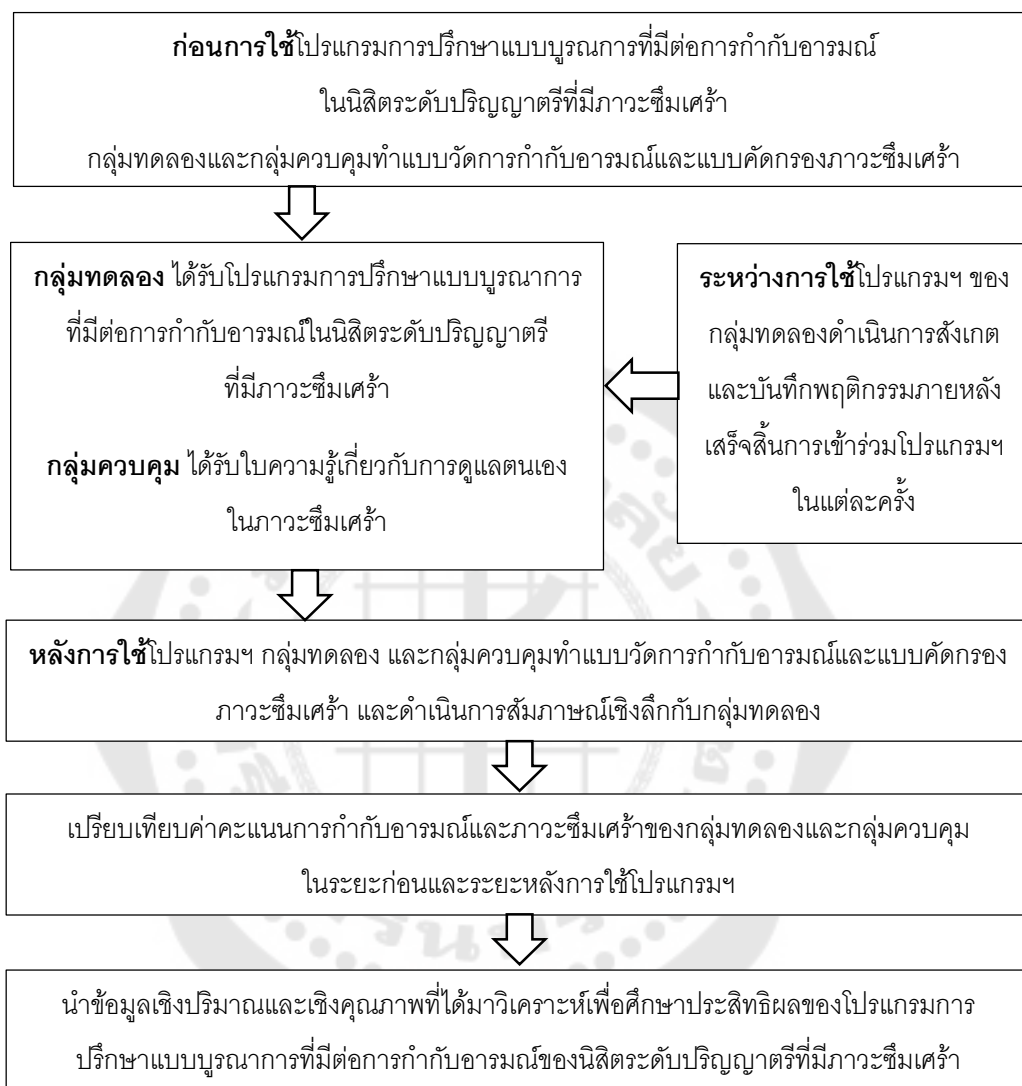 ก่อนการใช้โปรแกรมการปรึกษาแบบบูรณการที่มีต่อการกำกับอารมณ์
ในนิสิตระดับปริญญาตรีที่มีภาวะซึมเศร้า
กลุ่มทดลองและกลุ่มควบคุมทำแบบวัดการกำกับอารมณ์และแบบคัดกรองภาวะซึมเศร้า
กลุ่มทดลอง ได้รับโปรแกรมการปรึกษาแบบบูรณาการ
ที่มีต่อการกำกับอารมณ์ในนิสิตระดับปริญญาตรี
ที่มีภาวะซึมเศร้า
กลุ่มควบคุม ได้รับใบความรู้เกี่ยวกับการดูแลตนเอง
ในภาวะซึมเศร้า
ระหว่างการใช้โปรแกรมฯ ของ
กลุ่มทดลองดำเนินการสังเกต
และบันทึกพฤติกรรมภายหลัง
เสร็จสิ้นการเข้าร่วมโปรแกรมฯ
ในแต่ละครั้ง
หลังการใช้โปรแกรมฯ กลุ่มทดลอง และกลุ่มควบคุมทำแบบวัดการกำกับอารมณ์และแบบคัดกรอง
ภาวะซึมเศร้า และดำเนินการสัมภาษณ์เชิงลึกกับกลุ่มทดลอง
เปรียบเทียบค่าคะแนนการกำกับอารมณ์และภาวะซึมเศร้าของกลุ่มทดลองและกลุ่มควบคุม
ในระยะก่อนและระยะหลังการใช้โปรแกรมฯ
นำข้อมูลเชิงปริมาณและเชิงคุณภาพที่ได้มาวิเคราะห์เพื่อศึกษาประสิทธิผลของโปรแกรมการ
ปรึกษาแบบบูรณาการที่มีต่อการกำกับอารมณ์ของนิสิตระดับปริญญาตรีที่มีภาวะซึมเศร้า